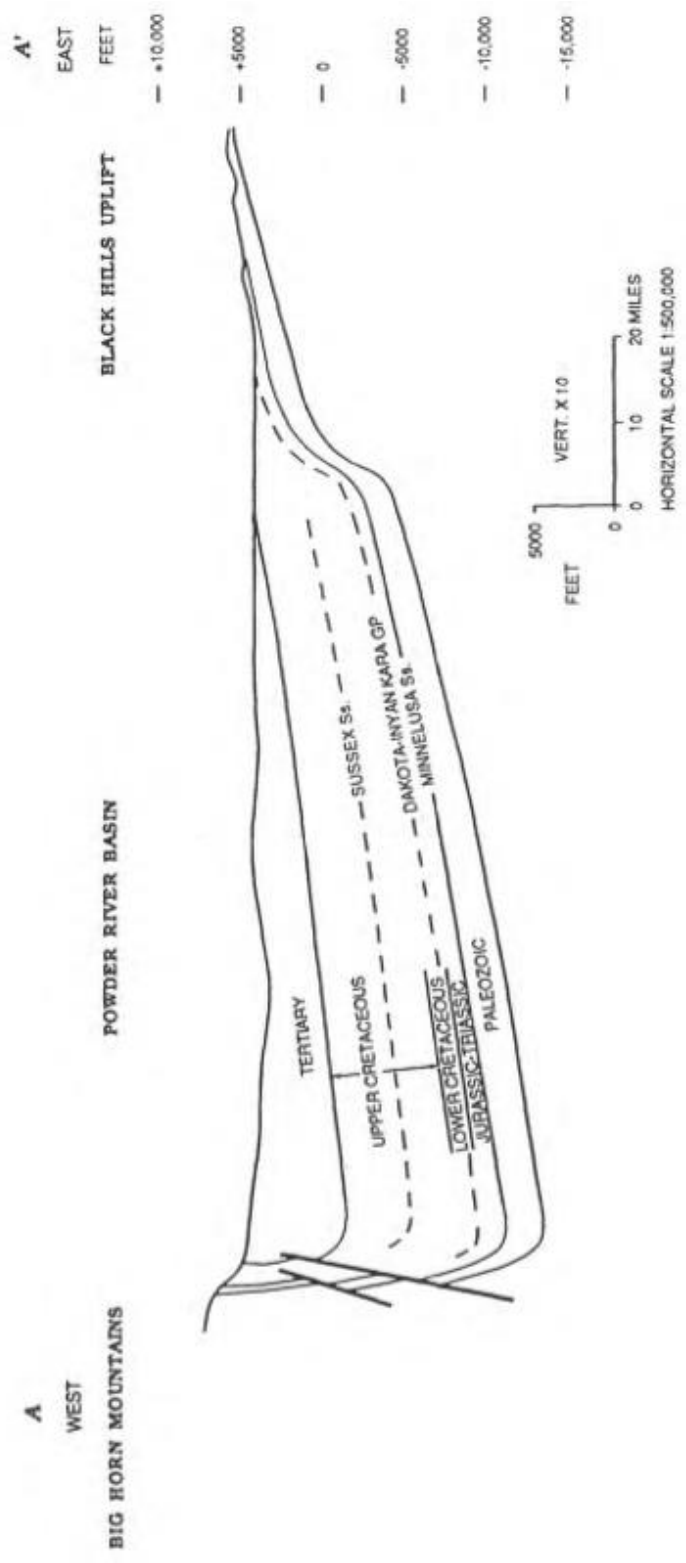 A
WEST
BIG HORN MOUNTAINS
POWDER RIVER BASIN
BLACK HILLS UPLIFT
A'
EAST
FEET
+10,000
+5000
0
-5000
-10,000
-15,000
TERTIARY
UPPER CRETACEOUS
SUSSEX Ss.
LOWER CRETACEOUS
JURASSIC-TRIASSIC
DAKOTA-INYAN KARA GP
MINNELUSA Ss.
PALEOZOIC
5000
FEET
0
VERT. X 10
0
10
20 MILES
HORIZONTAL SCALE 1:500,000